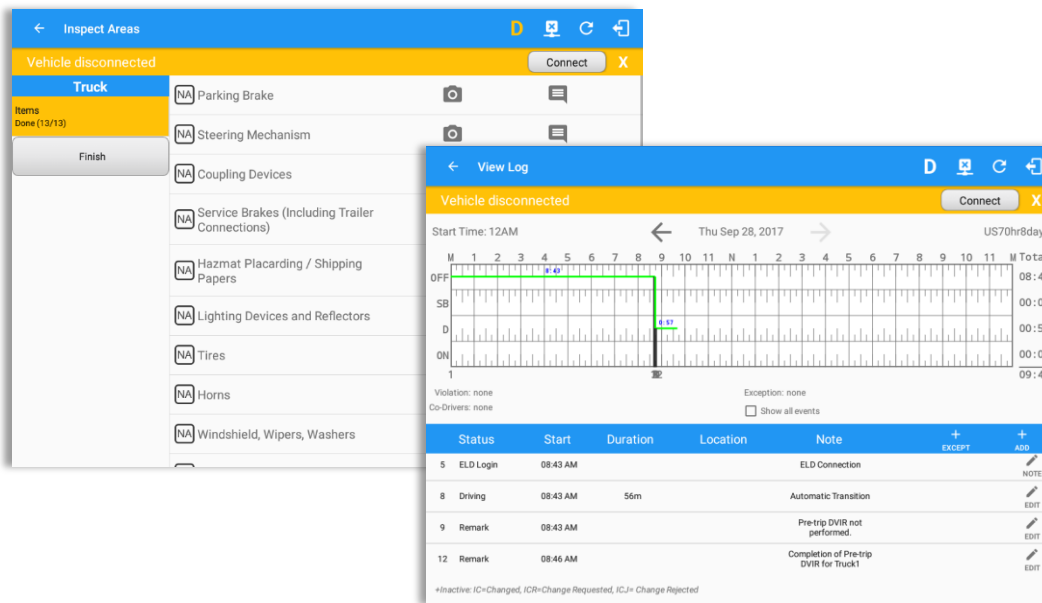 Inspect Areas
D
Vehicle disconnected
Connect
X
Truck
Items
Done (13/13)
Finish
NA Parking Brake
NA Steering Mechanism
NA Coupling Devices
NA Service Brakes (Including Trailer
Connections)
NA Hazmat Placarding / Shipping
Papers
NA Lighting Devices and Reflectors
NA Tires
NA Horns
NA Windshield, Wipers, Washers
View Log
D
Vehicle disconnected
Connect
X
Start Time: 12AM
Thu Sep 28, 2017
US70hr8day
M 1 2 3 4 5 6 7 8 9 10 11 N 1 2 3 4 5 6 7 8 9 10 11 M Tota
OFF 8:43 08:4
SB 00:0
D 0:57 00:5
ON 00:0
1 09:4
Violation: none
Exception: none
Co-Drivers: none
Show all events
Status Start Duration Location Note + EXCEPT + ADD
5 ELD Login 08:43 AM ELD Connection NOTE
8 Driving 08:43 AM 56m Automatic Transition EDIT
9 Remark 08:43 AM Pre-trip DVIR not
performed. EDIT
12 Remark 08:46 AM Completion of Pre-trip
DVIR for Truck1 EDIT
+Inactive: IC=Changed, ICR=Change Requested, ICJ= Change Rejected